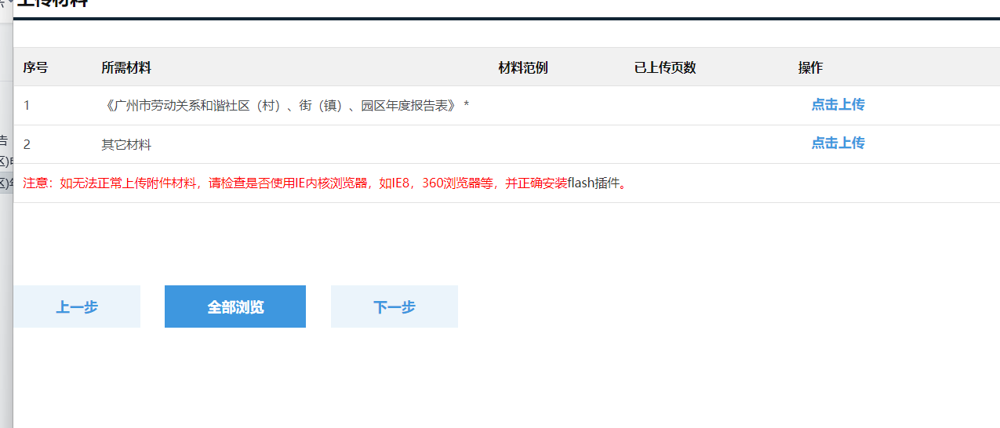 上传材料
序号 所需材料 材料范例 已上传页数 操作
1 《广州市劳动关系和谐社区（村）、街（镇）、园区年度报告表》 * 点击上传
2 其它材料 点击上传
告
区)
区)
注意：如无法正常上传附件材料，请检查是否使用IE内核浏览器，如IE8，360浏览器等，并正确安装flash插件。
上一步 全部浏览 下一步